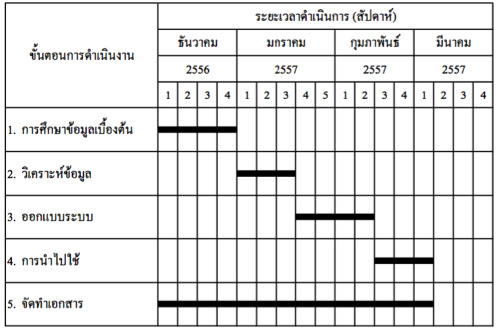 ขั้นตอนการดำเนินงาน
ระยะเวลาดำเนินการ (สัปดาห์)
ธันวาคม มกราคม กุมภาพันธ์ มีนาคม
2556 2557 2557 2557
1 2 3 4 1 2 3 4 5 1 2 3 4 1 2 3 4
1. การศึกษาข้อมูลเบื้องต้น
2. วิเคราะห์ข้อมูล
3. ออกแบบระบบ
4. การนำไปใช้
5. จัดทำเอกสาร